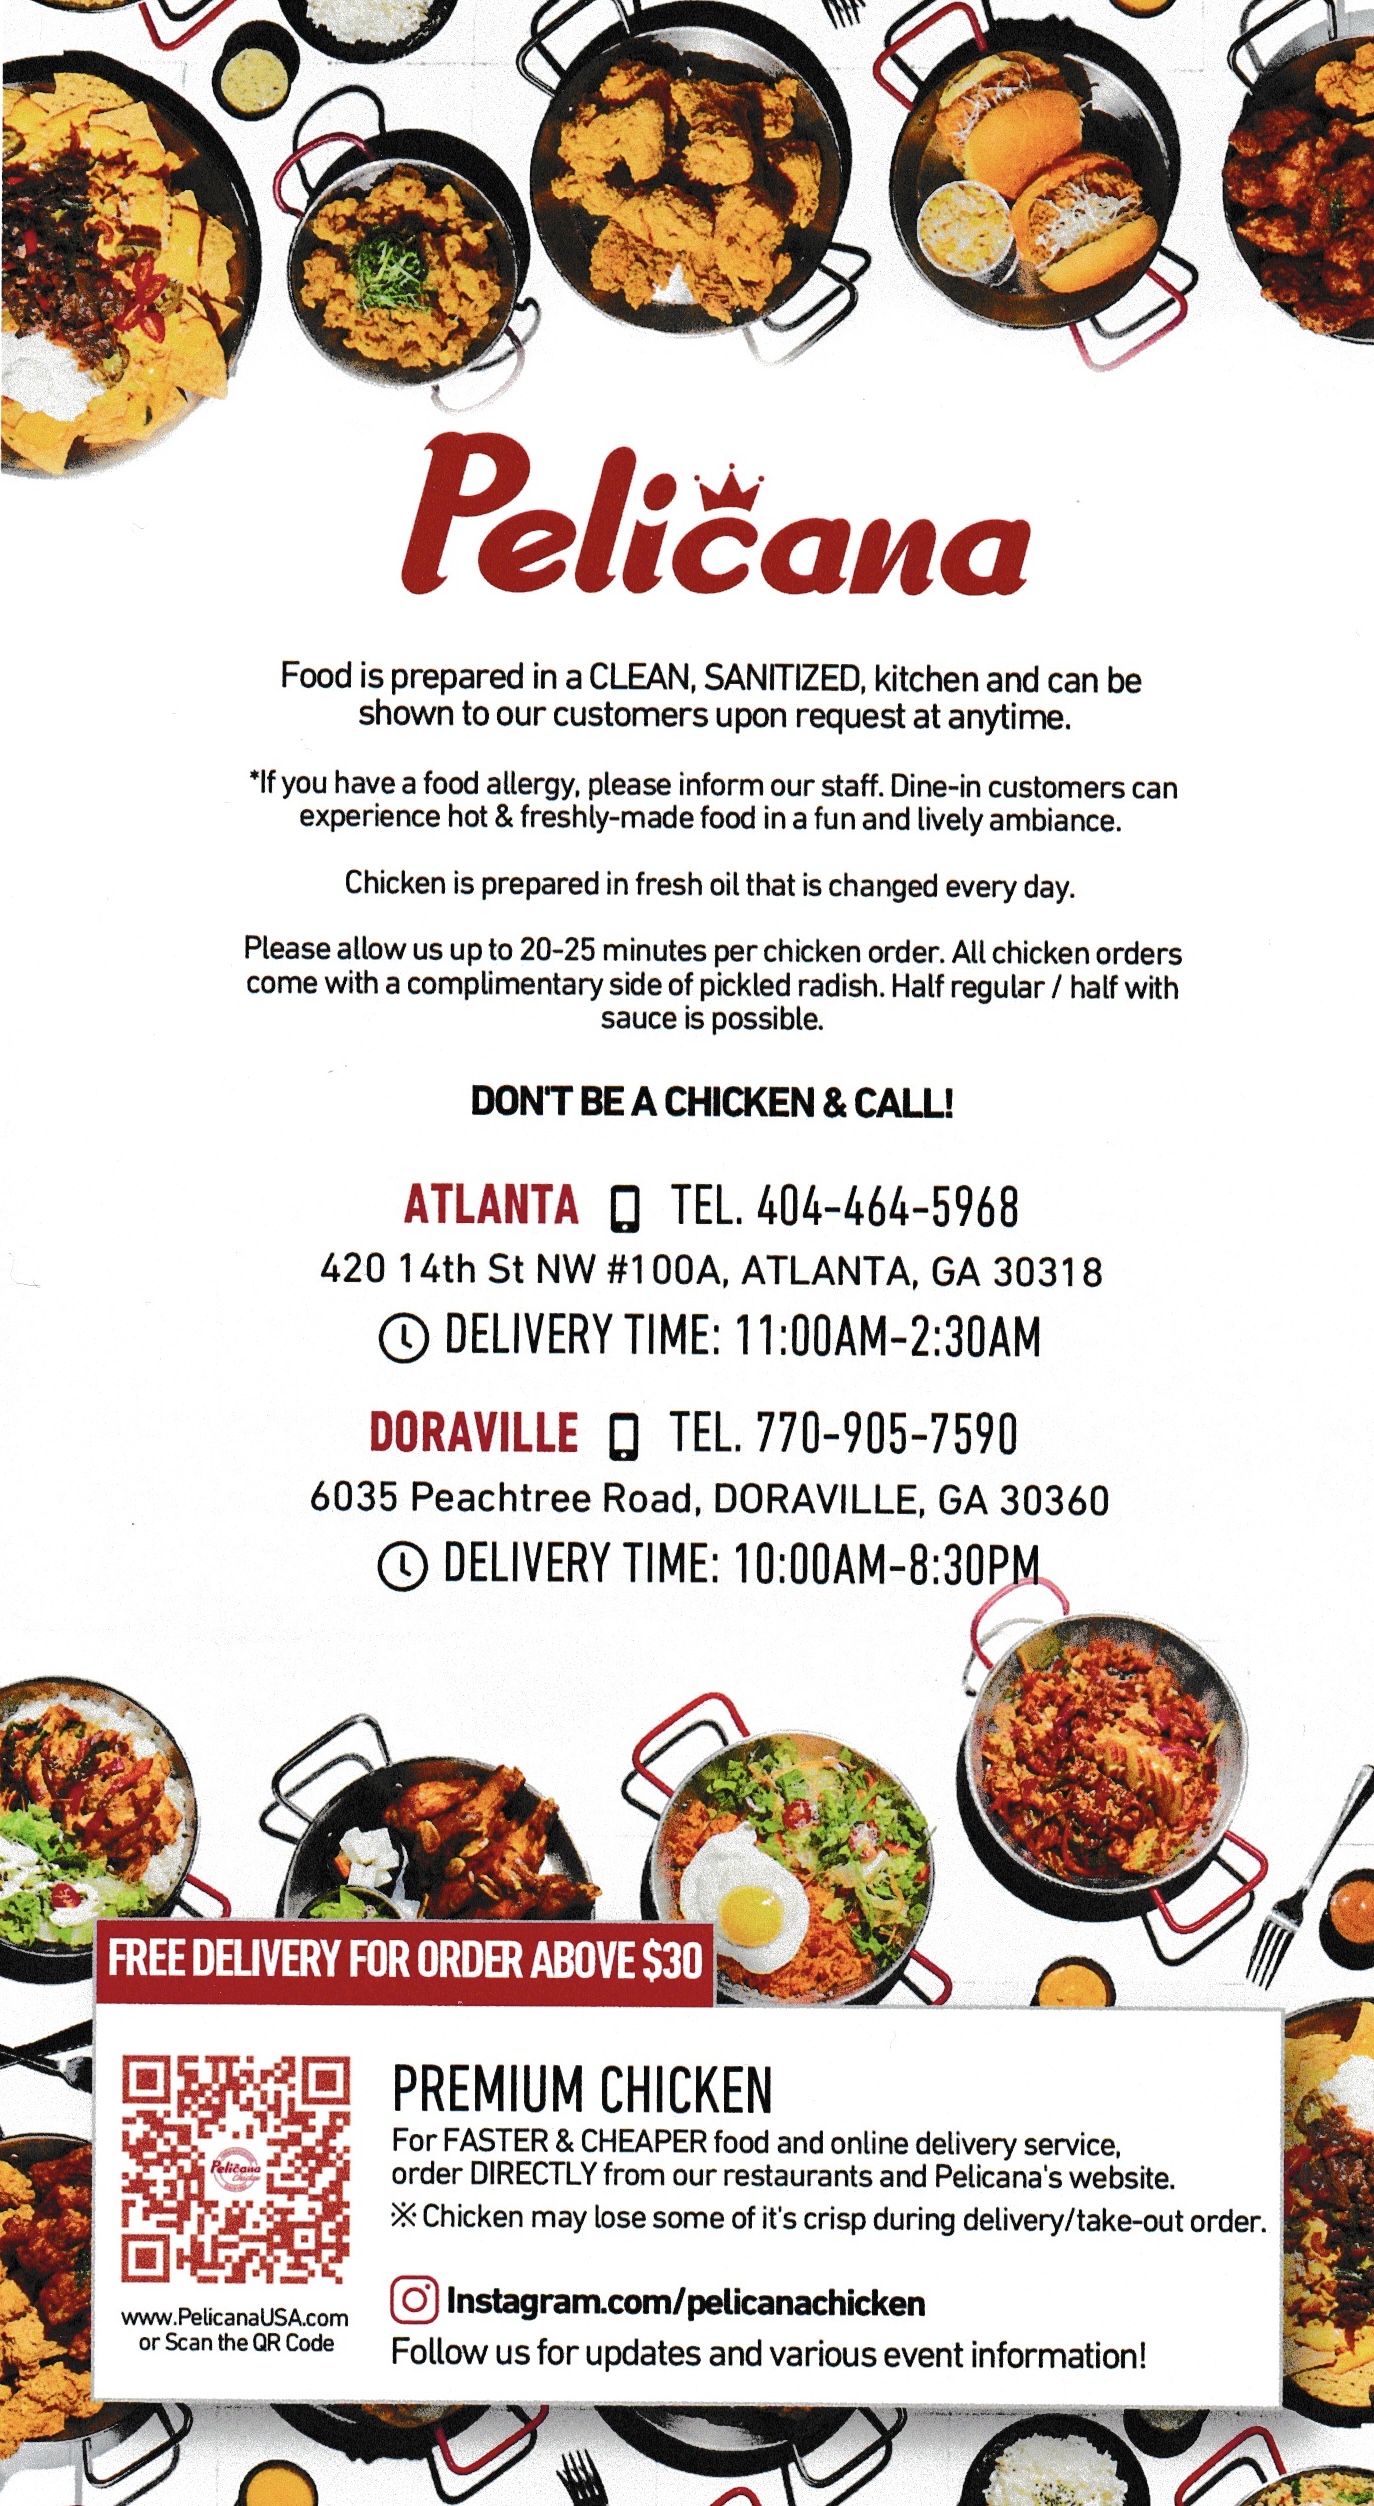 Pelicana
Food is prepared in a CLEAN, SANITIZED, kitchen and can be
shown to our customers upon request at anytime.
*If you have a food allergy, please inform our staff. Dine-in customers can
experience hot & freshly-made food in a fun and lively ambiance.
Chicken is prepared in fresh oil that is changed every day.
Please allow us up to 20-25 minutes per chicken order. All chicken orders
come with a complimentary side of pickled radish. Half regular / half with
sauce is possible.
DON'T BE A CHICKEN & CALL!
ATLANTA TEL. 404-464-5968
420 14th St NW #100A, ATLANTA, GA 30318
DELIVERY TIME: 11:00AM-2:30AM
DORAVILLE TEL. 770-905-7590
6035 Peachtree Road, DORAVILLE, GA 30360
DELIVERY TIME: 10:00AM-8:30PM
FREE DELIVERY FOR ORDER ABOVE $30
PREMIUM CHICKEN
For FASTER & CHEAPER food and online delivery service,
order DIRECTLY from our restaurants and Pelicana's website.
※ Chicken may lose some of it's crisp during delivery/take-out order.
Pelicana
www.PelicanaUSA.com
or Scan the QR Code
Instagram.com/pelicanachicken
Follow us for updates and various event information!